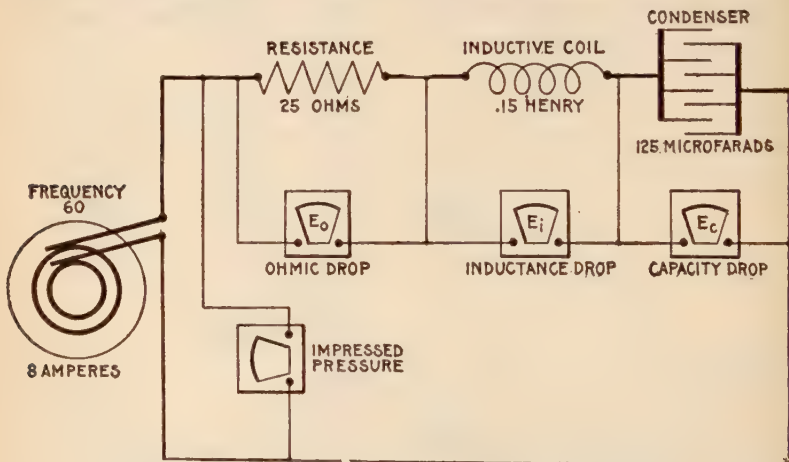 CONDENSER
RESISTANCE
INDUCTIVE COIL
25 OHMS
.15 HENRY
125 MICROFARADS
FREQUENCY
60
Eo
Ei
Ec
OHMIC DROP
INDUCTANCE DROP
CAPACITY DROP
IMPRESSED
PRESSURE
8 AMPERES